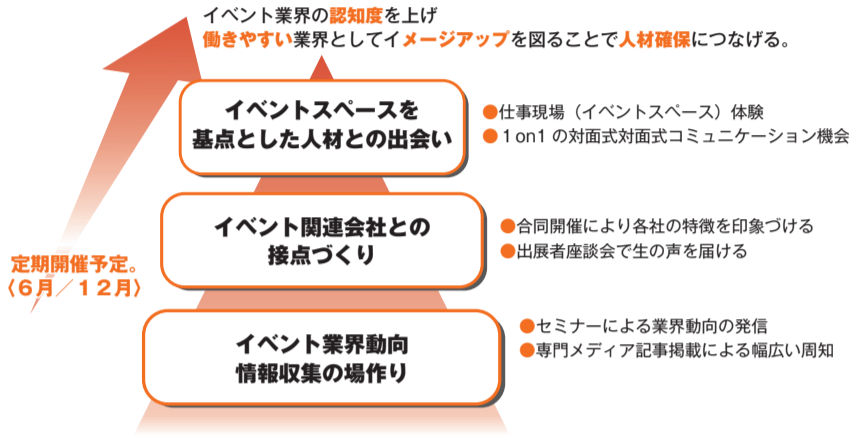 イベント業界の認知度を上げ
働きやすい業界としてイメージアップを図ることで人材確保につなげる。
イベントスペースを
基点とした人材との出会い
●仕事現場（イベントスペース）体験
●1on1の対面式対面式コミュニケーション機会
イベント関連会社との
接点づくり
●合同開催により各社の特徴を印象づける
●出展者座談会で生の声を届ける
定期開催予定。
〈6月／12月〉
イベント業界動向
情報収集の場作り
●セミナーによる業界動向の発信
●専門メディア記事掲載による幅広い周知